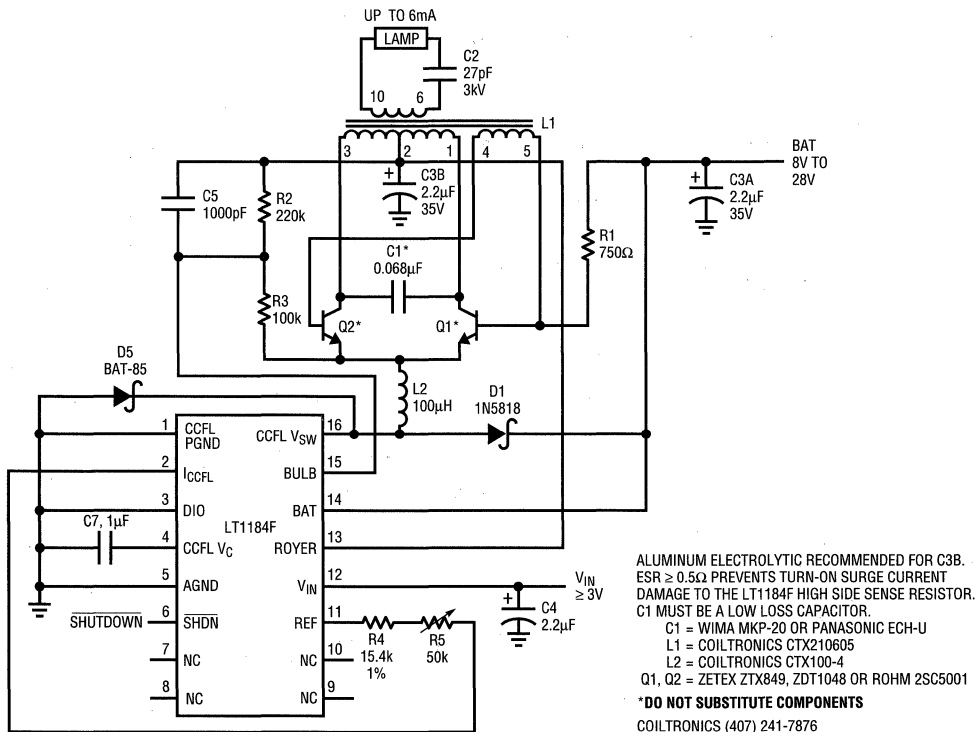 UP TO 6mA
LAMP
C2
27pF
3kV
10
6
L1
3
2
1
4
5
BAT
8V TO
28V
C5
1000pF
R2
220k
+
C3B
2.2µF
35V
+
C3A
2.2µF
35V
R1
750Ω
C1*
0.068µF
R3
100k
Q2*
Q1*
D5
BAT-85
L2
100µH
D1
1N5818
1
CCFL
PGND
CCFL VSW
16
2
ICCFL
BULB
15
3
DIO
BAT
14
C7, 1µF
LT1184F
4
CCFL VC
ROYER
13
5
AGND
VIN
12
VIN
≥ 3V
+
C4
2.2µF
SHUTDOWN
6
SHDN
REF
11
R4
15.4k
1%
R5
50k
7
NC
NC
10
8
NC
NC
9
ALUMINUM ELECTROLYTIC RECOMMENDED FOR C3B.
ESR ≥ 0.5Ω PREVENTS TURN-ON SURGE CURRENT
DAMAGE TO THE LT1184F HIGH SIDE SENSE RESISTOR.
C1 MUST BE A LOW LOSS CAPACITOR.
C1 = WIMA MKP-20 OR PANASONIC ECH-U
L1 = COILTRONICS CTX210605
L2 = COILTRONICS CTX100-4
Q1, Q2 = ZETEX ZTX849, ZDT1048 OR ROHM 2SC5001
*DO NOT SUBSTITUTE COMPONENTS
COILTRONICS (407) 241-7876